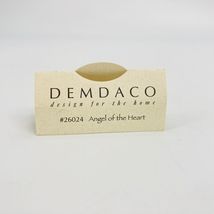 DEMDACO
design for the home
#26024 Angel of the Heart